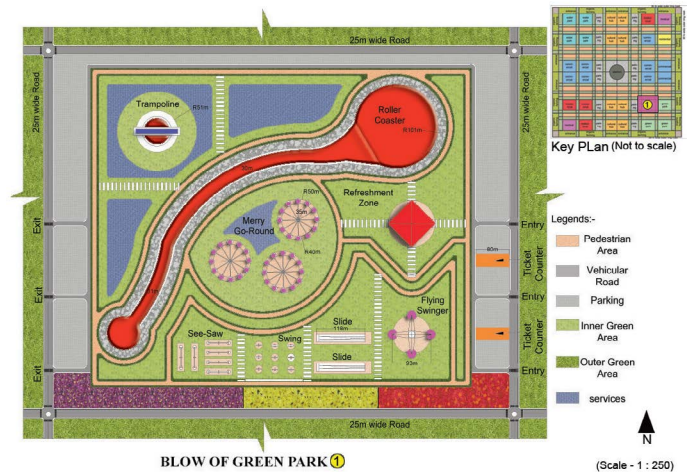 25m wide Road
25m wide Road
25m wide Road
Trampoline
R51m
Roller
Coaster
R101m
Key PLan (Not to scale)
1
R50m
Refreshment
Zone
35m
Merry
Go-Round
R40m
Exit
Exit
Exit
Entry
60m
Ticket
Counter
Entry
Ticket
Counter
Entry
Flying
Swinger
93m
See-Saw
Swing
Slide
118m
Slide
Legends:-
Pedestrian
Area
Vehicular
Road
Parking
Inner Green
Area
Outer Green
Area
services
25m wide Road
N
BLOW OF GREEN PARK 1
(Scale - 1 : 250)